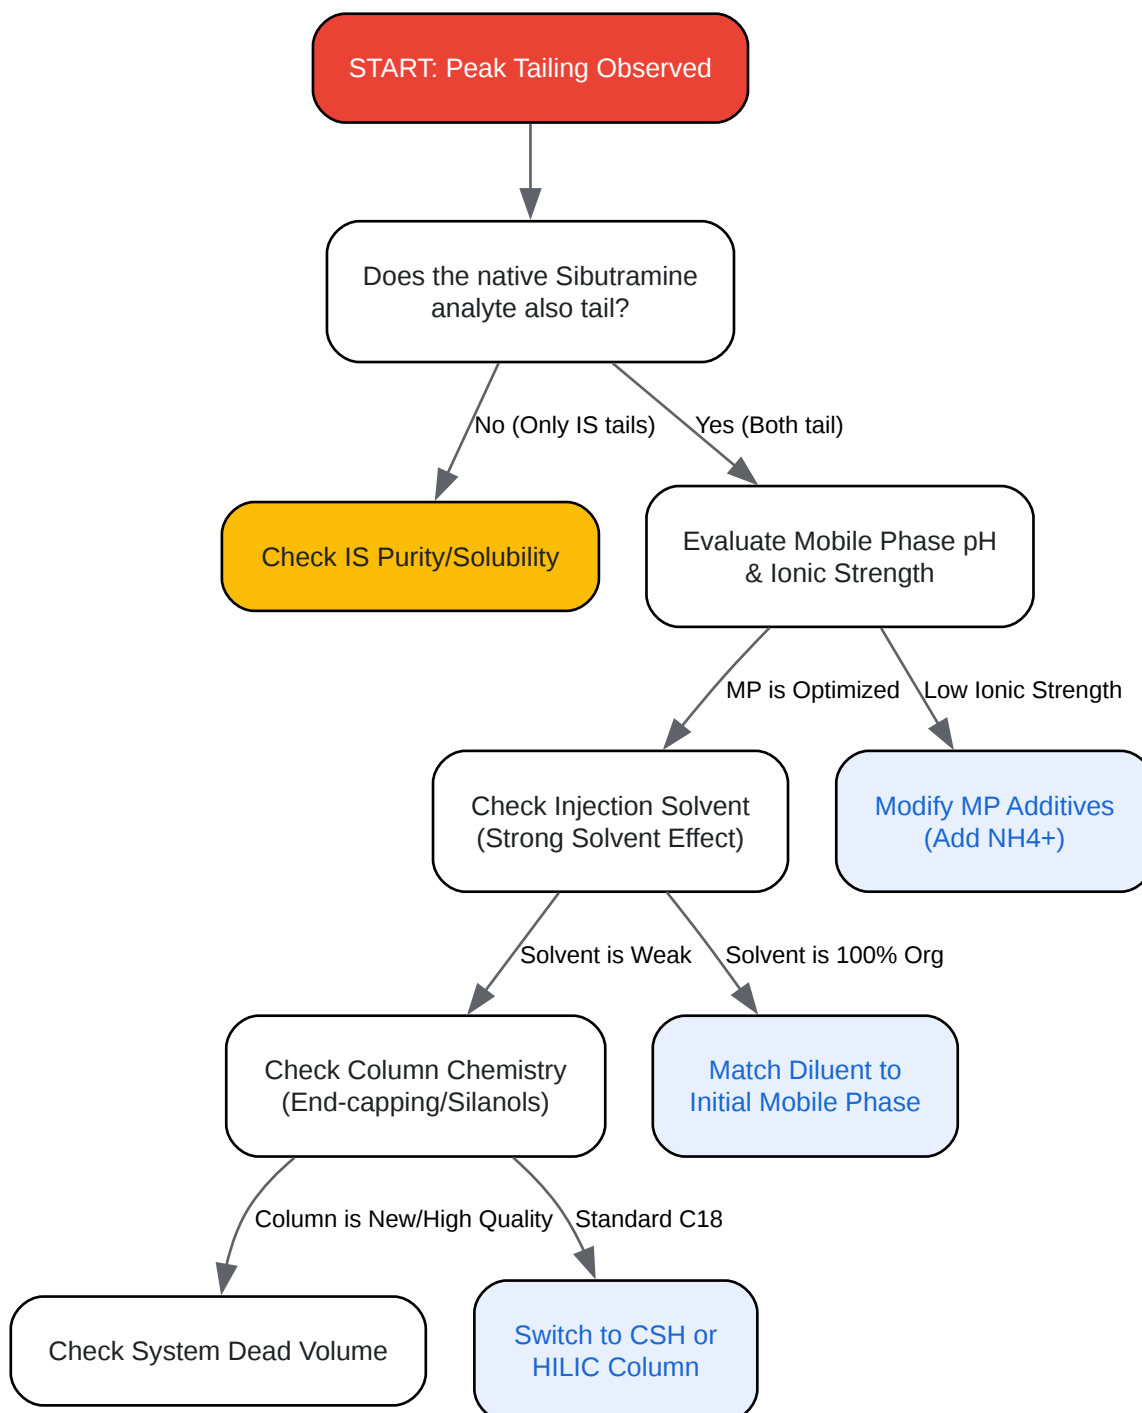 START: Peak Tailing Observed
Does the native Sibutramine
analyte also tail?
No (Only IS tails)
Yes (Both tail)
Check IS Purity/Solubility
Evaluate Mobile Phase pH
& Ionic Strength
MP is Optimized
Low Ionic Strength
Check Injection Solvent
(Strong Solvent Effect)
Modify MP Additives
(Add NH4+)
Solvent is Weak
Solvent is 100% Org
Check Column Chemistry
(End-capping/Silanols)
Match Diluent to
Initial Mobile Phase
Column is New/High Quality
Standard C18
Check System Dead Volume
Switch to CSH or
HILIC Column